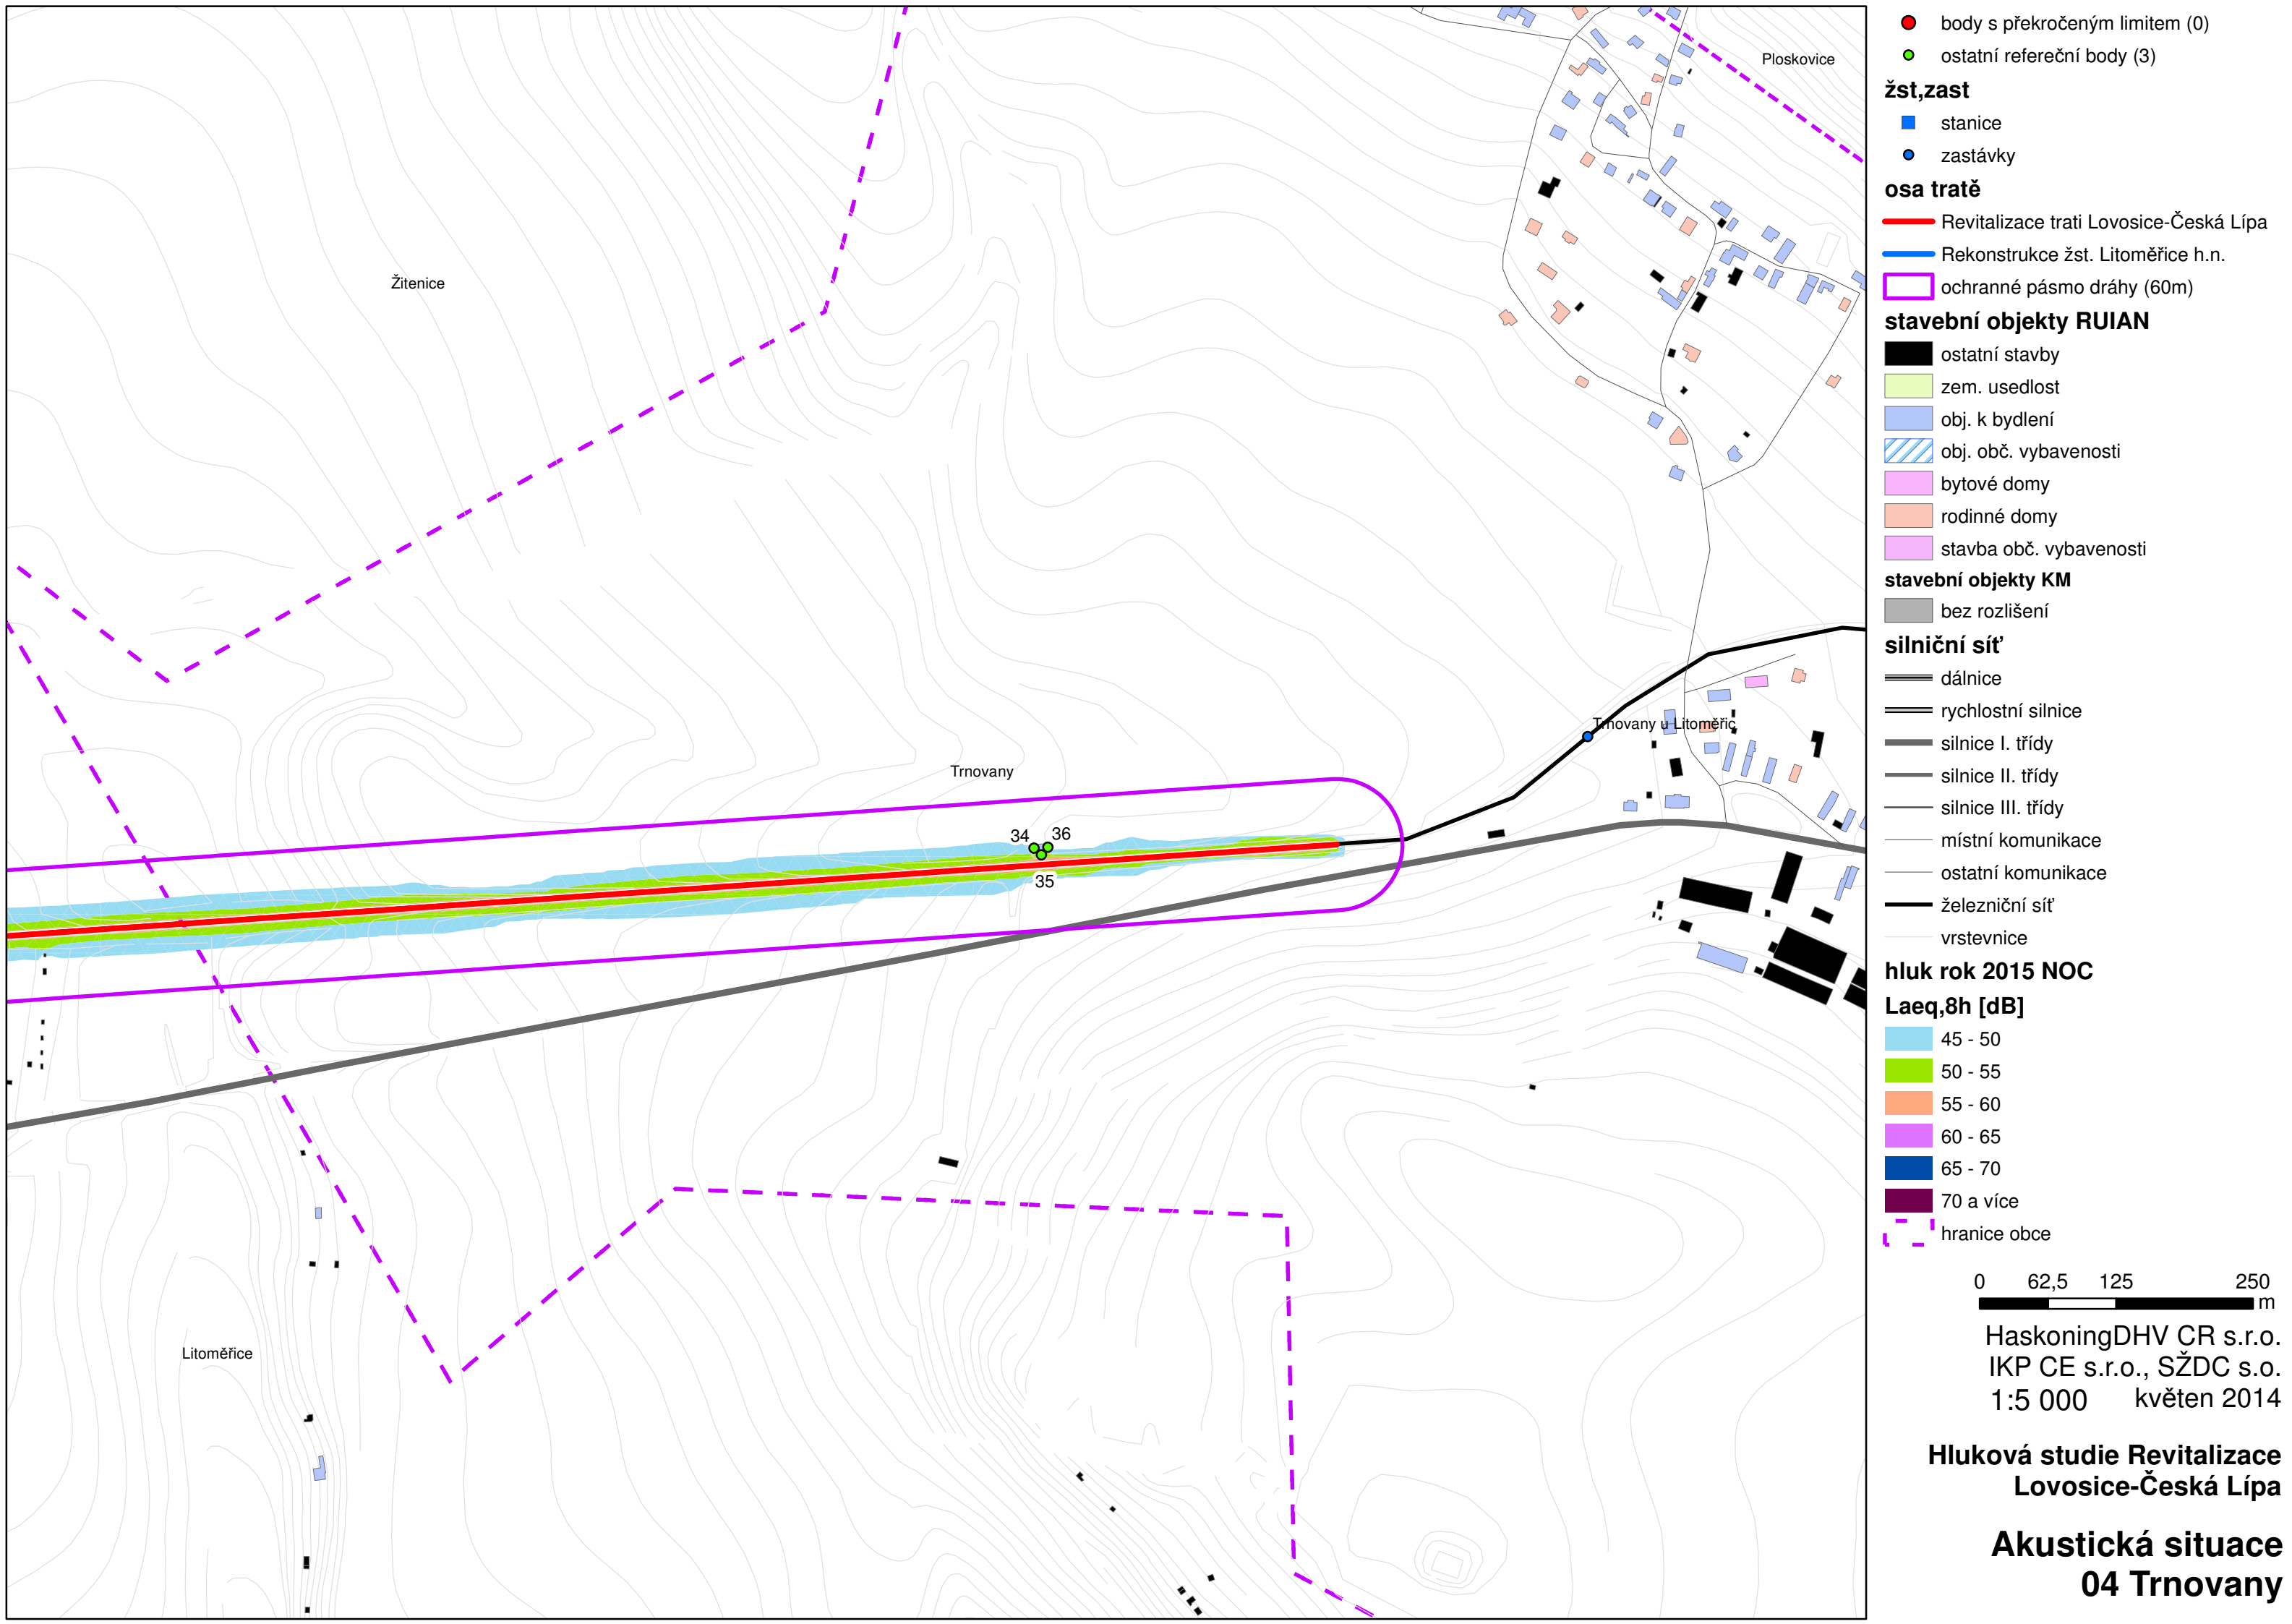 Ploskovice
Žitenice
Trnovany u Litoměřic
Trnovany
34
36
35
Litoměřice
body s překročeným limitem (0)
ostatní refereční body (3)
žst,zast
stanice
zastávky
osa tratě
Revitalizace trati Lovosice-Česká Lípa
Rekonstrukce žst. Litoměřice h.n.
ochranné pásmo dráhy (60m)
stavební objekty RUIAN
ostatní stavby
zem. usedlost
obj. k bydlení
obj. obč. vybavenosti
bytové domy
rodinné domy
stavba obč. vybavenosti
stavební objekty KM
bez rozlišení
silniční síť
dálnice
rychlostní silnice
silnice I. třídy
silnice II. třídy
silnice III. třídy
místní komunikace
ostatní komunikace
železniční síť
vrstevnice
hluk rok 2015 NOC
Laeq,8h [dB]
45 - 50
50 - 55
55 - 60
60 - 65
65 - 70
70 a více
hranice obce
0 62,5 125 250
m
HaskoningDHV CR s.r.o.
IKP CE s.r.o., SŽDC s.o.
1:5 000 květen 2014
Hluková studie Revitalizace
Lovosice-Česká Lípa
Akustická situace
04 Trnovany